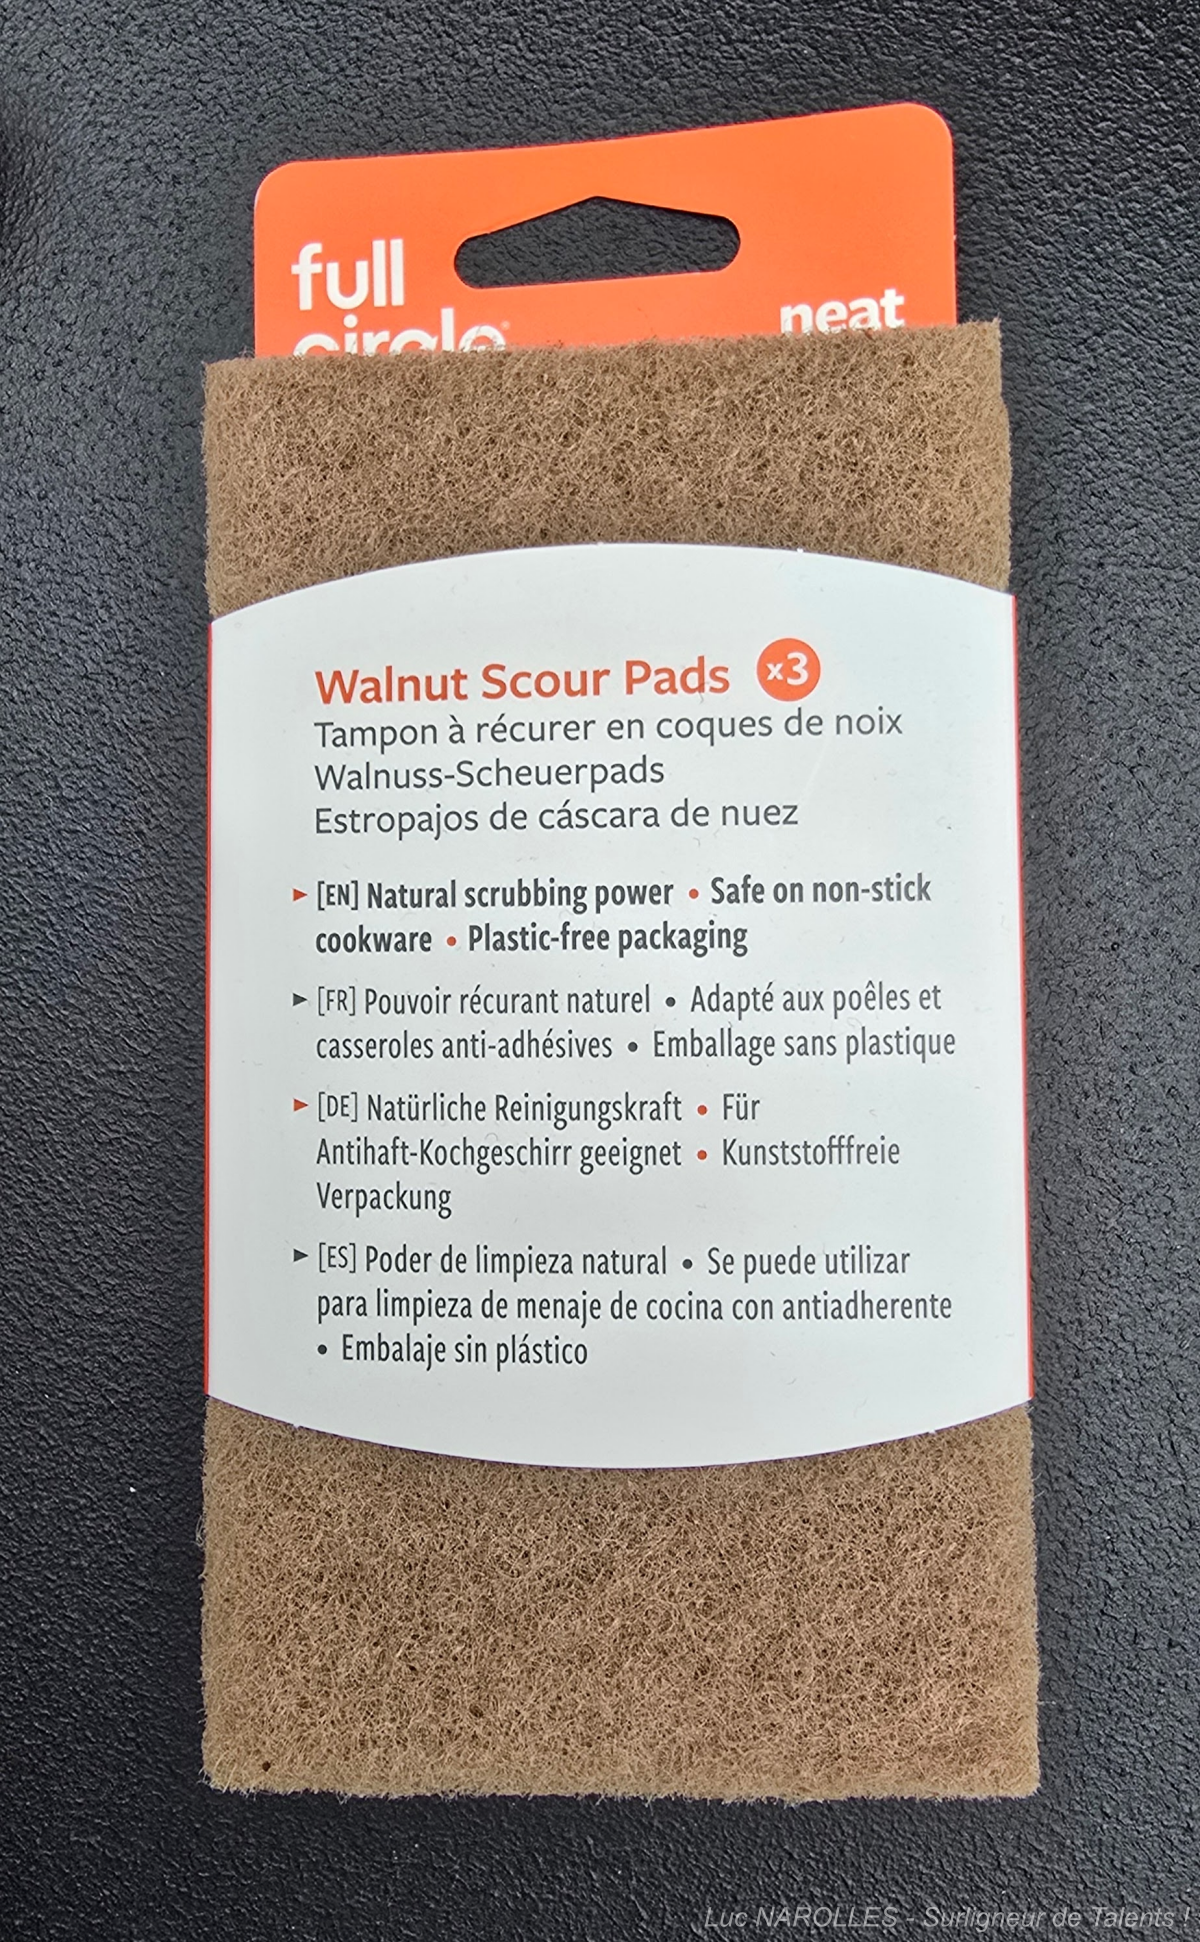 full
circle
neat
Walnut Scour Pads x3
Tampon à récurer en coques de noix
Walnuss-Scheuerpads
Estropajos de cáscara de nuez
[EN] Natural scrubbing power • Safe on non-stick
cookware • Plastic-free packaging
[FR] Pouvoir récurant naturel • Adapté aux poêles et
casseroles anti-adhésives • Emballage sans plastique
[DE] Natürliche Reinigungskraft • Für
Antihaft-Kochgeschirr geeignet • Kunststofffreie
Verpackung
[ES] Poder de limpieza natural • Se puede utilizar
para limpieza de menaje de cocina con antiadherente
• Embalaje sin plástico
Luc NAROLLES - Surligneur de Talents !